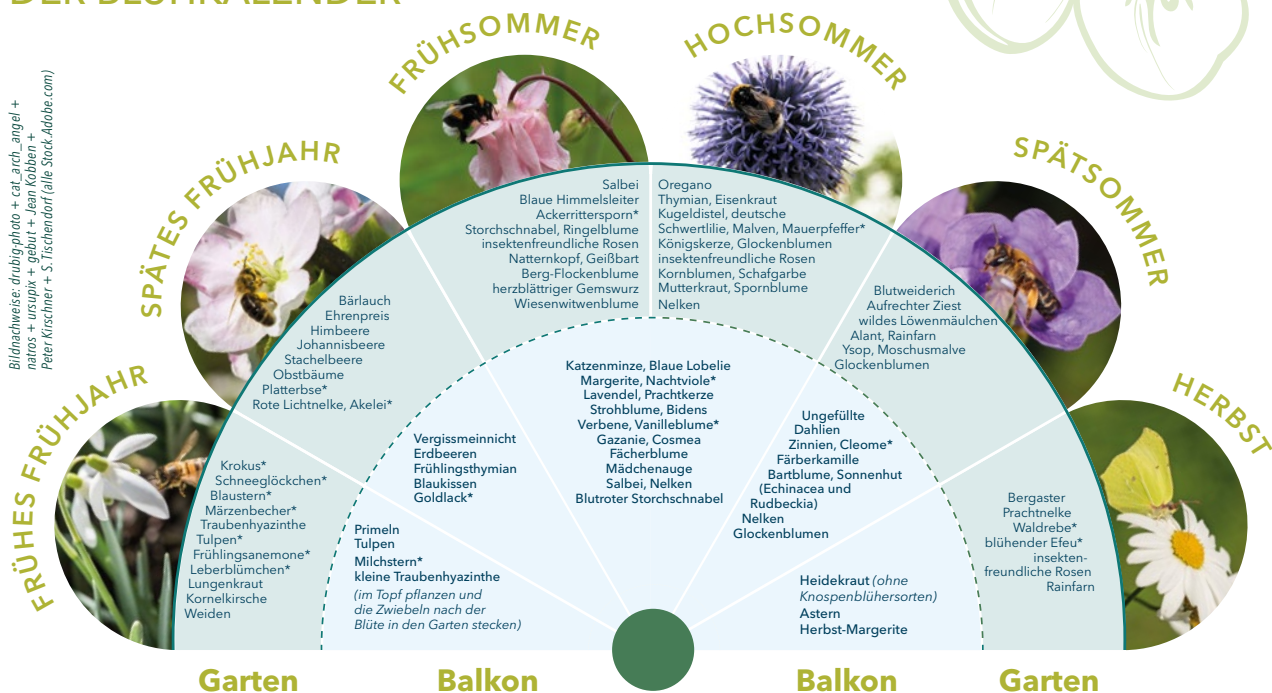 DER BLÜHKALENDER
Bildnachweise: drubig-photo + cat_arch_angel +
natros + ursupix + gebut + Jean Kobben +
Peter Kirschner + S.Tischendorf (alle Stock.Adobe.com)
FRÜHES FRÜHJAHR
Krokus*
Schneeglöckchen*
Blaustern*
Märzenbecher*
Traubenhyazinthe
Tulpen*
Frühlingsanemone*
Leberblümchen*
Lungenkraut
Kornelkirsche
Weiden
SPÄTES FRÜHJAHR
Bärlauch
Ehrenpreis
Himbeere
Johannisbeere
Stachelbeere
Obstbäume
Platterbse*
Rote Lichtnelke, Akelei*
FRÜHSOMMER
Salbei
Blaue Himmelsleiter
Ackerrittersporn*
Storchschnabel, Ringelblume
insektenfreundliche Rosen
Natternkopf, Geißbart
Berg-Flockenblume
herzblättriger Gemswurz
Wiesenwitwenblume
HOCHSOMMER
Oregano
Thymian, Eisenkraut
Kugeldistel, deutsche
Schwertlilie, Malven, Mauerpfeffer*
Königskerze, Glockenblumen
insektenfreundliche Rosen
Kornblumen, Schafgarbe
Mutterkraut, Spornblume
Nelken
SPÄTSOMMER
Blutweiderich
Aufrechter Ziest
wildes Löwenmäulchen
Alant, Rainfarn
Ysop, Moschusmalve
Glockenblumen
HERBST
Bergaster
Prachtnelke
Waldrebe*
blühender Efeu*
insekten-
freundliche Rosen
Rainfarn
Primeln
Tulpen
Milchstern*
kleine Traubenhyazinthe
(im Topf pflanzen und
die Zwiebeln nach der
Blüte in den Garten stecken)
Vergissmeinnicht
Erdbeeren
Frühlingsthymian
Blaukissen
Goldlack*
Katzenminze, Blaue Lobelie
Margerite, Nachtviole*
Lavendel, Prachtkerze
Strohblume, Bidens
Verbene, Vanilleblume*
Gazanie, Cosmea
Fächerblume
Mädchenauge
Salbei, Nelken
Blutroter Storchschnabel
Ungefüllte
Dahlien
Zinnien, Cleome*
Färberkamille
Bartblume, Sonnenhut
(Echinacea und
Rudbeckia)
Nelken
Glockenblumen
Heidekraut (ohne
Knospenblühersorten)
Astern
Herbst-Margerite
Garten
Balkon
Balkon
Garten